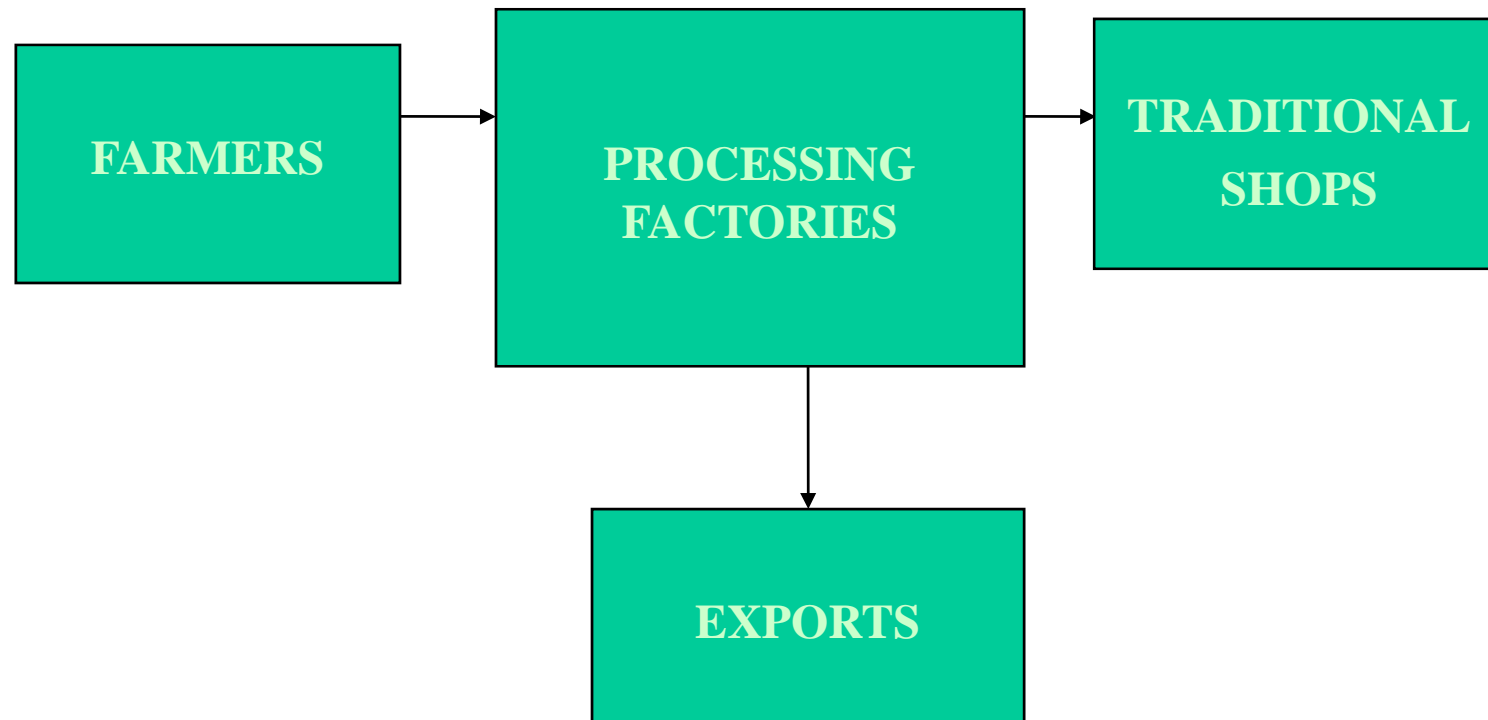 FARMERS
PROCESSING
FACTORIES
TRADITIONAL
SHOPS
EXPORTS